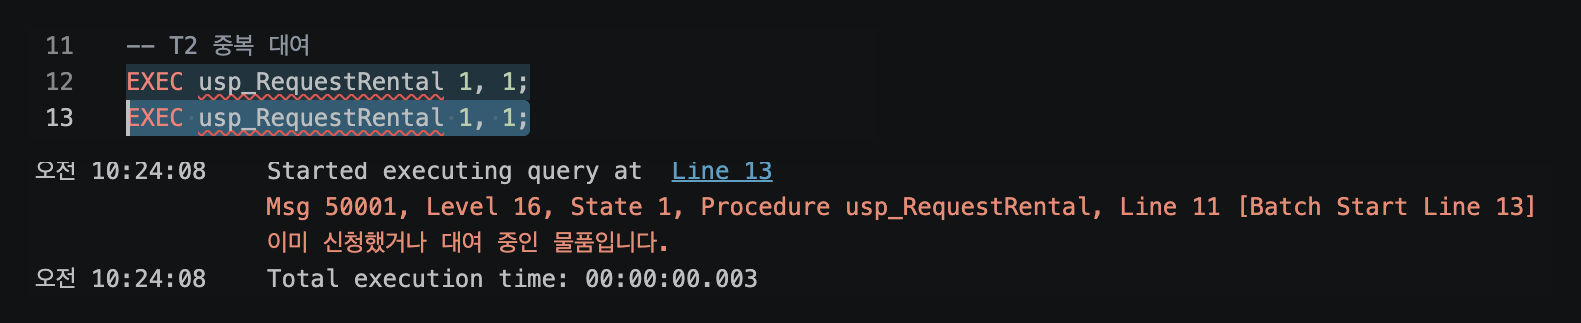 11 -- T2 중복 대여
12 EXEC usp_RequestRental 1, 1;
13 EXEC usp_RequestRental 1, 1;
오전 10:24:08 Started executing query at Line 13
Msg 50001, Level 16, State 1, Procedure usp_RequestRental, Line 11 [Batch Start Line 13]
이미 신청했거나 대여 중인 물품입니다.
오전 10:24:08 Total execution time: 00:00:00.003